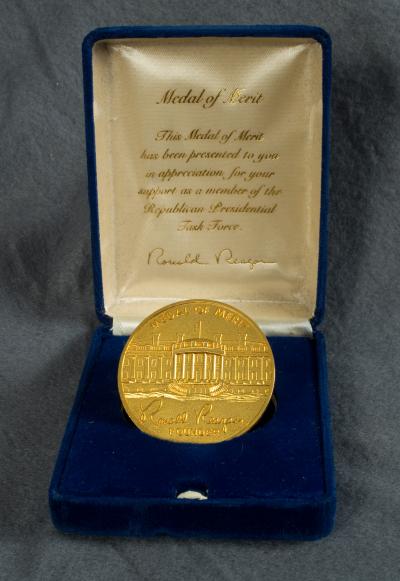 Medal of Merit
This Medal of Merit
has been presented to you
in appreciation, for your
support as a member of the
Republican Presidential
Task Force.
Ronald Reagan
MEDAL OF MERIT
Ronald Reagan
FOUNDER